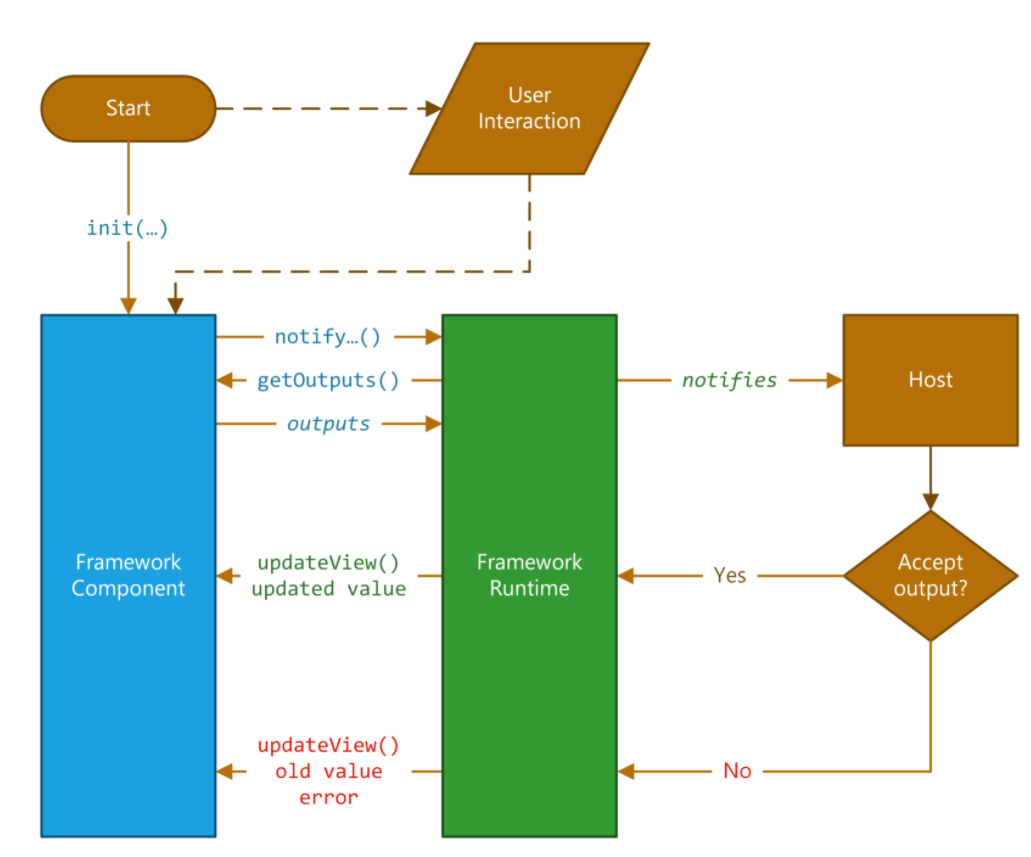 Start
User
Interaction
init(…)
notify…()
getOutputs()
notifies
Host
outputs
Framework
Component
updateView()
updated value
Framework
Runtime
Yes
Accept
output?
updateView()
old value
error
No